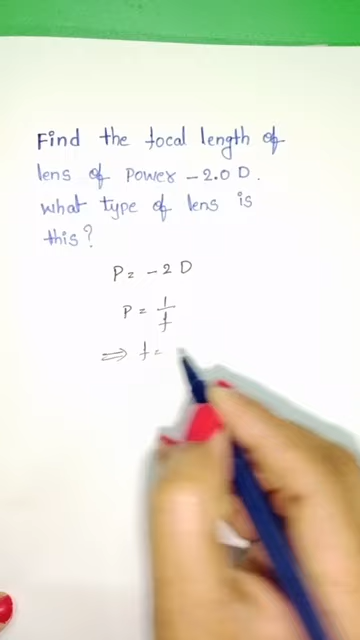 Find the focal length of
lens of Power -2.0 D.
what type of lens is
this?
P = -2 D
P = 1/f
⇒ f =